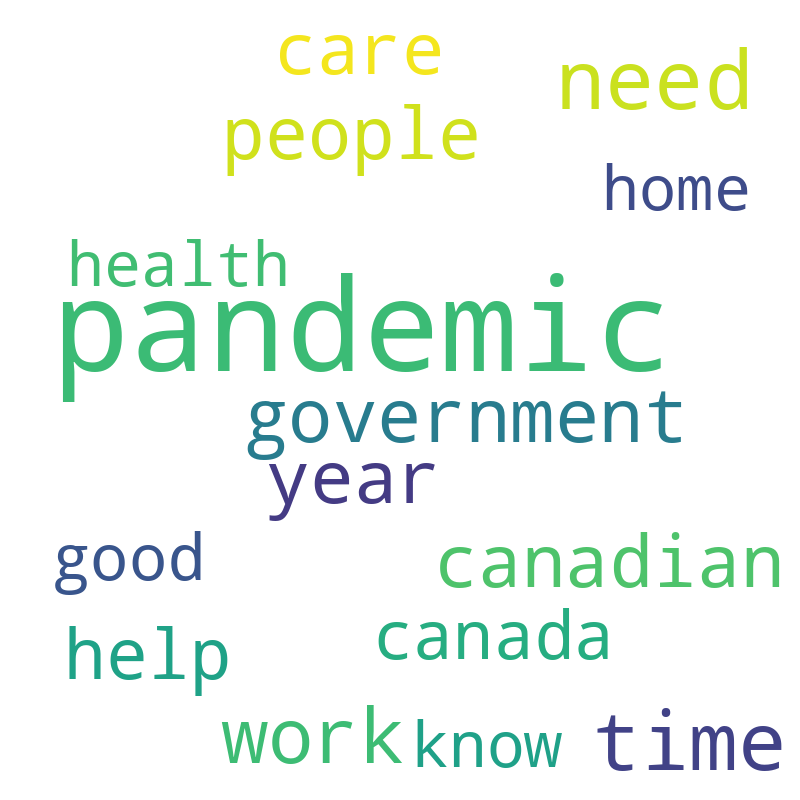 care
need
people
home
health
pandemic
government
year
good
canadian
help
canada
work
know
time